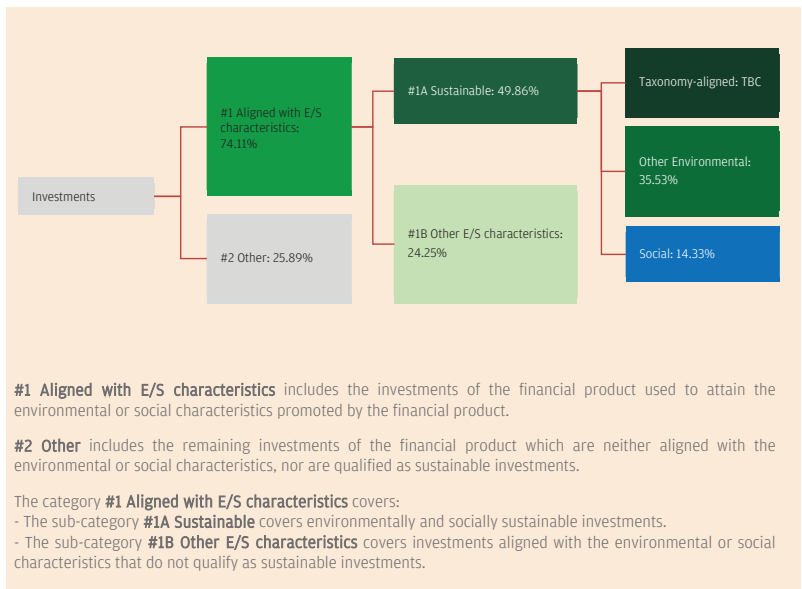 Investments
#1 Aligned with E/S
characteristics:
74.11%
#2 Other: 25.89%
#1A Sustainable: 49.86%
#1B Other E/S characteristics:
24.25%
Taxonomy-aligned: TBC
Other Environmental:
35.53%
Social: 14.33%
#1 Aligned with E/S characteristics includes the investments of the financial product used to attain the
environmental or social characteristics promoted by the financial product.
#2 Other includes the remaining investments of the financial product which are neither aligned with the
environmental or social characteristics, nor are qualified as sustainable investments.
The category #1 Aligned with E/S characteristics covers:
- The sub-category #1A Sustainable covers environmentally and socially sustainable investments.
- The sub-category #1B Other E/S characteristics covers investments aligned with the environmental or social
characteristics that do not qualify as sustainable investments.